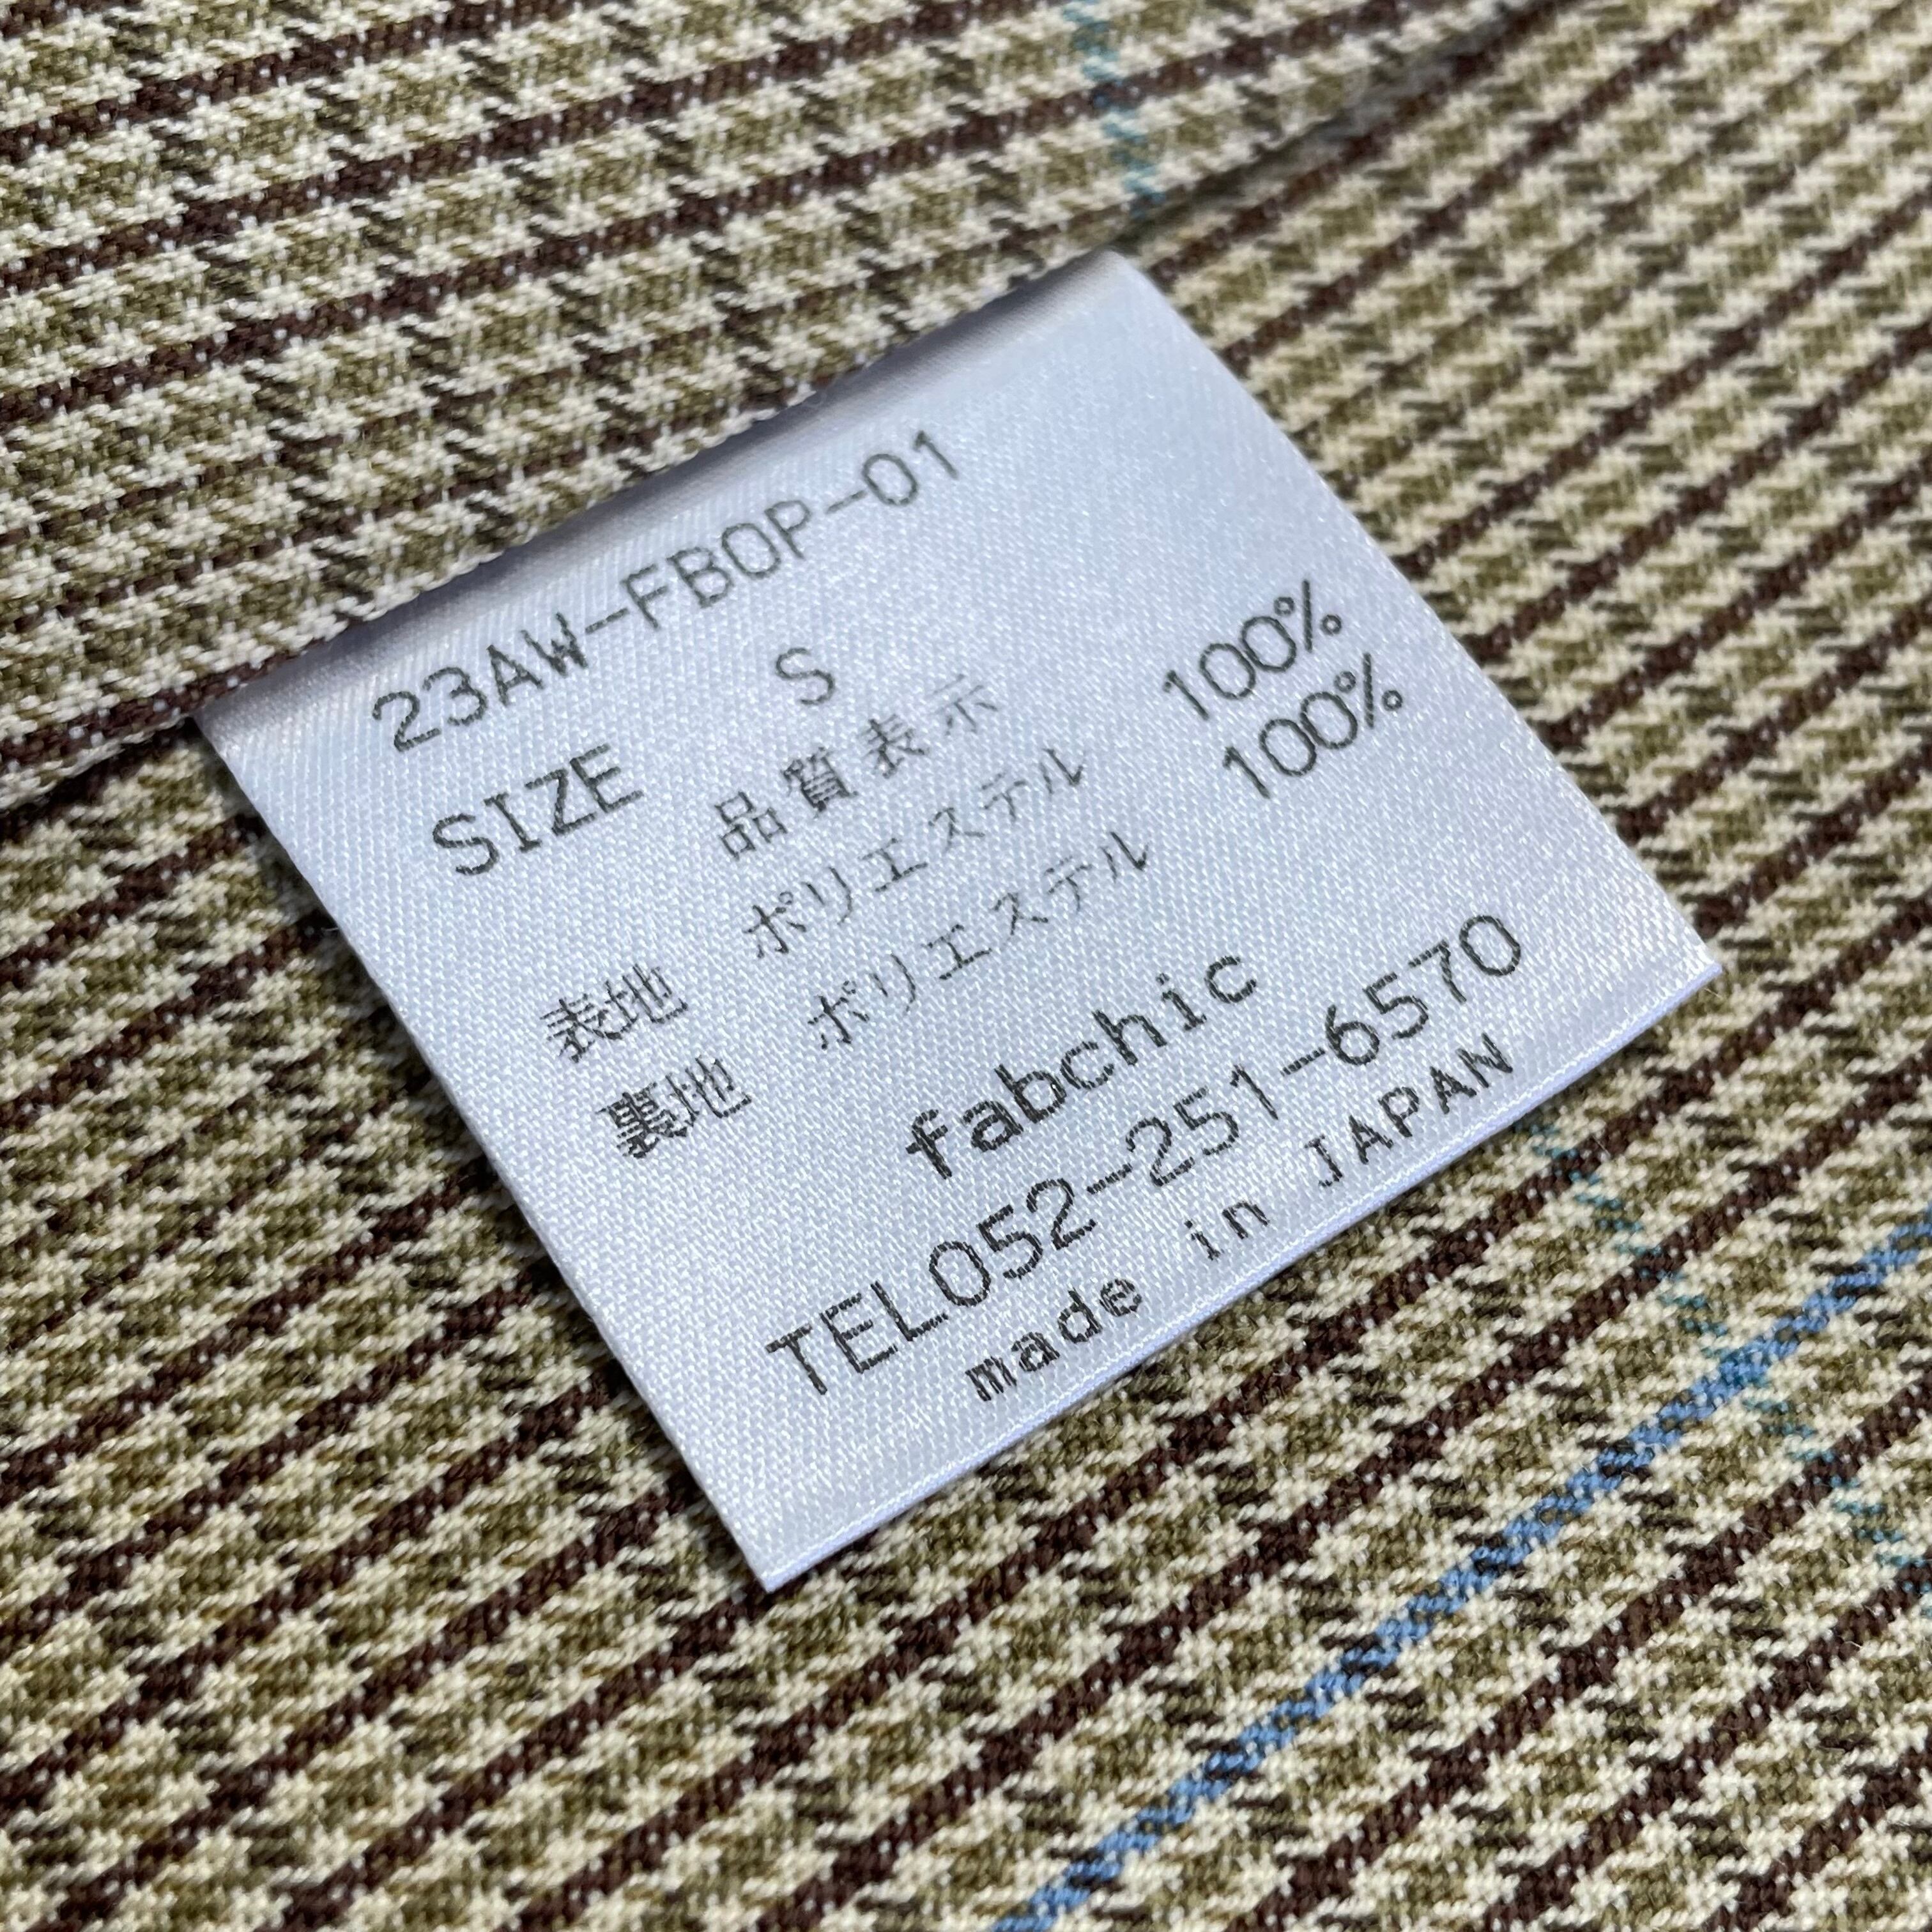 23AW-FBOP-01
SIZE S
品質表示
表地 ポリエステル 100%
裏地 ポリエステル 100%
fabchic
TEL052-251-6570
made in JAPAN